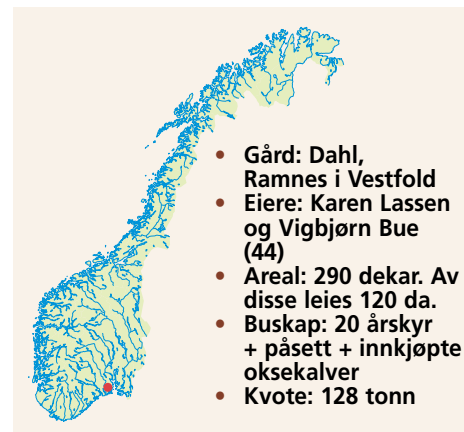 • Gård: Dahl,
Ramnes i Vestfold
• Eiere: Karen Lassen
og Vigbjørn Bue
(44)
• Areal: 290 dekar. Av
disse leies 120 da.
• Buskap: 20 årskyr
+ påsett + innkjøpte
oksekalver
• Kvote: 128 tonn